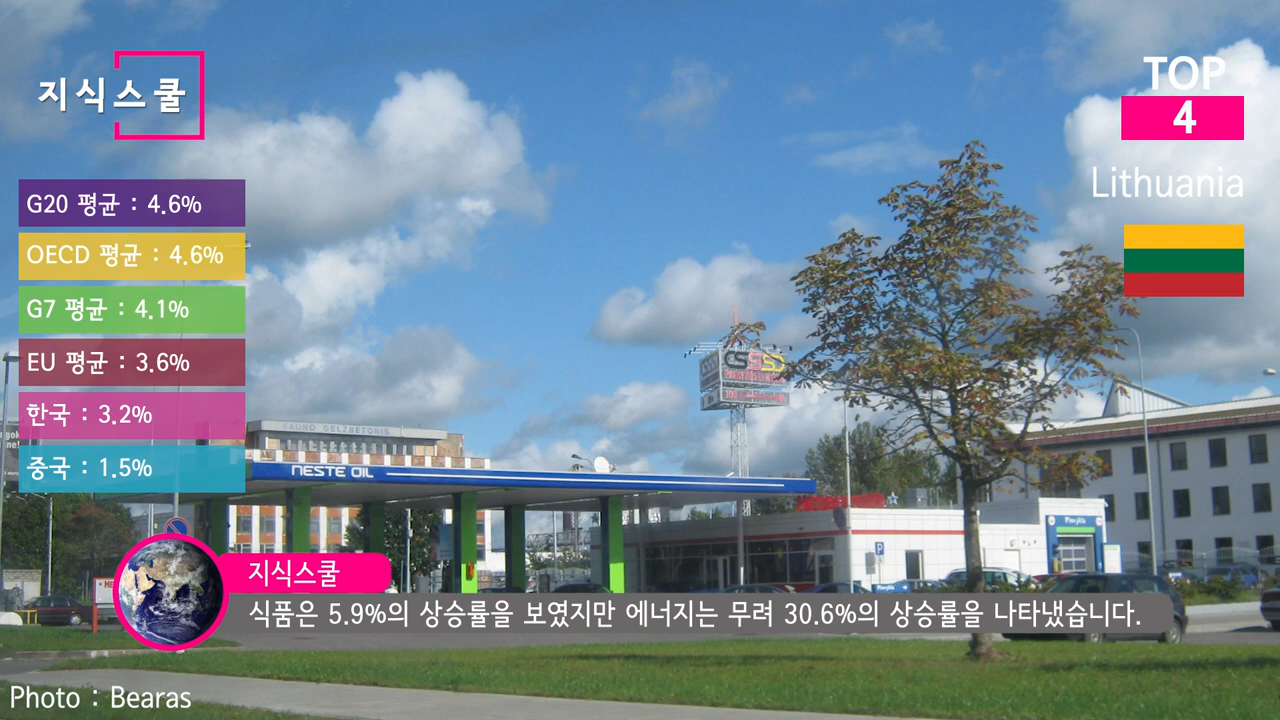 지식스쿨
TOP
4
Lithuania
G20 평균 : 4.6%
OECD 평균 : 4.6%
G7 평균 : 4.1%
EU 평균 : 3.6%
한국 : 3.2%
중국 : 1.5%
KAUNO GELZBETONIS
NESTE OIL
P
지식스쿨
식품은 5.9%의 상승률을 보였지만 에너지는 무려 30.6%의 상승률을 나타냈습니다.
Photo : Bearas